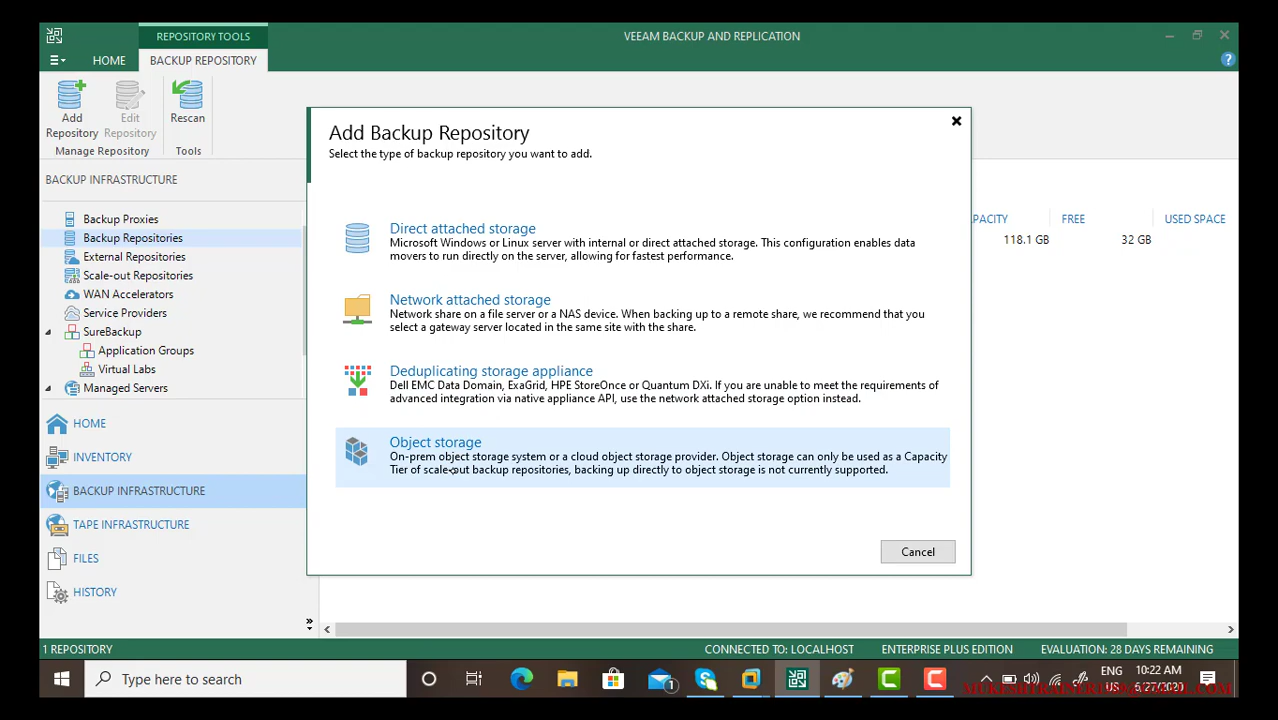 REPOSITORY TOOLS
VEEAM BACKUP AND REPLICATION
HOME
BACKUP REPOSITORY
Add Repository
Edit Repository
Rescan
Manage Repository
Tools
BACKUP INFRASTRUCTURE
Backup Proxies
Backup Repositories
External Repositories
Scale-out Repositories
WAN Accelerators
Service Providers
SureBackup
Application Groups
Virtual Labs
Managed Servers
HOME
INVENTORY
BACKUP INFRASTRUCTURE
TAPE INFRASTRUCTURE
FILES
HISTORY
Add Backup Repository
Select the type of backup repository you want to add.
Direct attached storage
Microsoft Windows or Linux server with internal or direct attached storage. This configuration enables data
movers to run directly on the server, allowing for fastest performance.
Network attached storage
Network share on a file server or a NAS device. When backing up to a remote share, we recommend that you
select a gateway server located in the same site with the share.
Deduplicating storage appliance
Dell EMC Data Domain, ExaGrid, HPE StoreOnce or Quantum DXi. If you are unable to meet the requirements of
advanced integration via native appliance API, use the network attached storage option instead.
Object storage
On-prem object storage system or a cloud object storage provider. Object storage can only be used as a Capacity
Tier of scale-out backup repositories, backing up directly to object storage is not currently supported.
Cancel
PACITY FREE USED SPACE
118.1 GB 32 GB
1 REPOSITORY
CONNECTED TO: LOCALHOST
ENTERPRISE PLUS EDITION
EVALUATION: 28 DAYS REMAINING
Type here to search
1
ENG
US
10:22 AM
6/27/2020